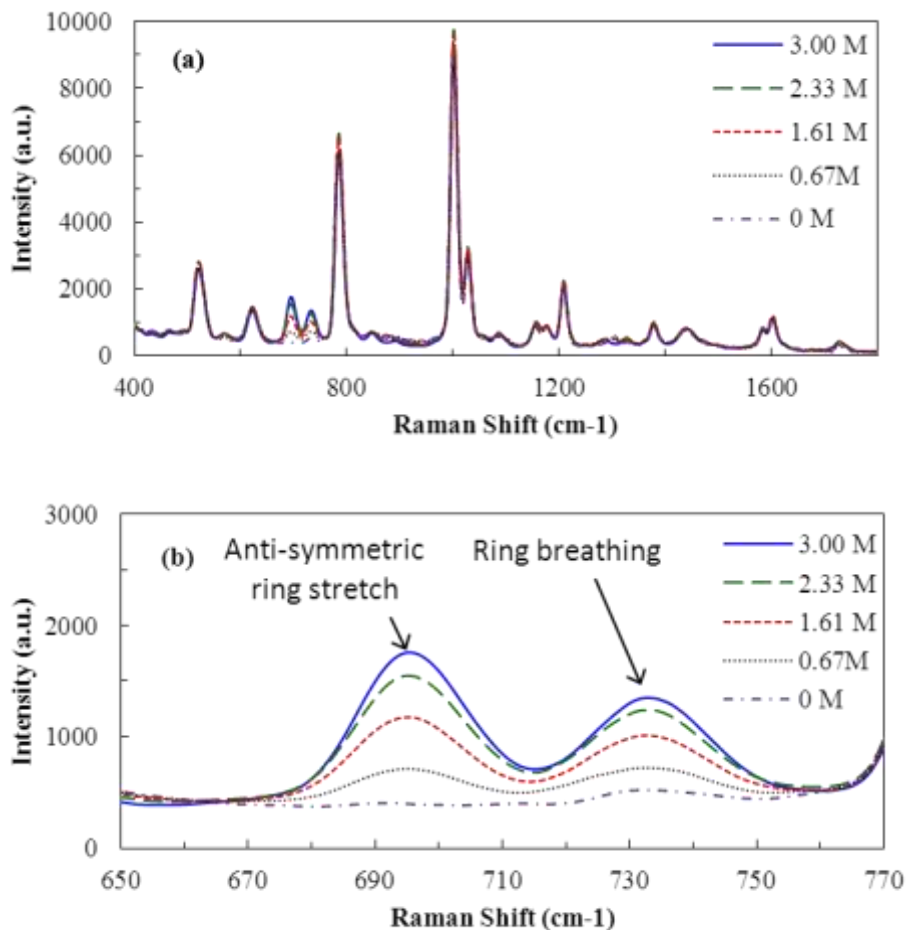 10000
8000
6000
4000
2000
0
Intensity (a.u.)
(a)
3.00 M
2.33 M
1.61 M
0.67M
0 M
400
800
1200
1600
Raman Shift (cm-1)
3000
2000
1000
0
Intensity (a.u.)
(b)
Anti-symmetric
ring stretch
Ring breathing
3.00 M
2.33 M
1.61 M
0.67M
0 M
650
670
690
710
730
750
770
Raman Shift (cm-1)